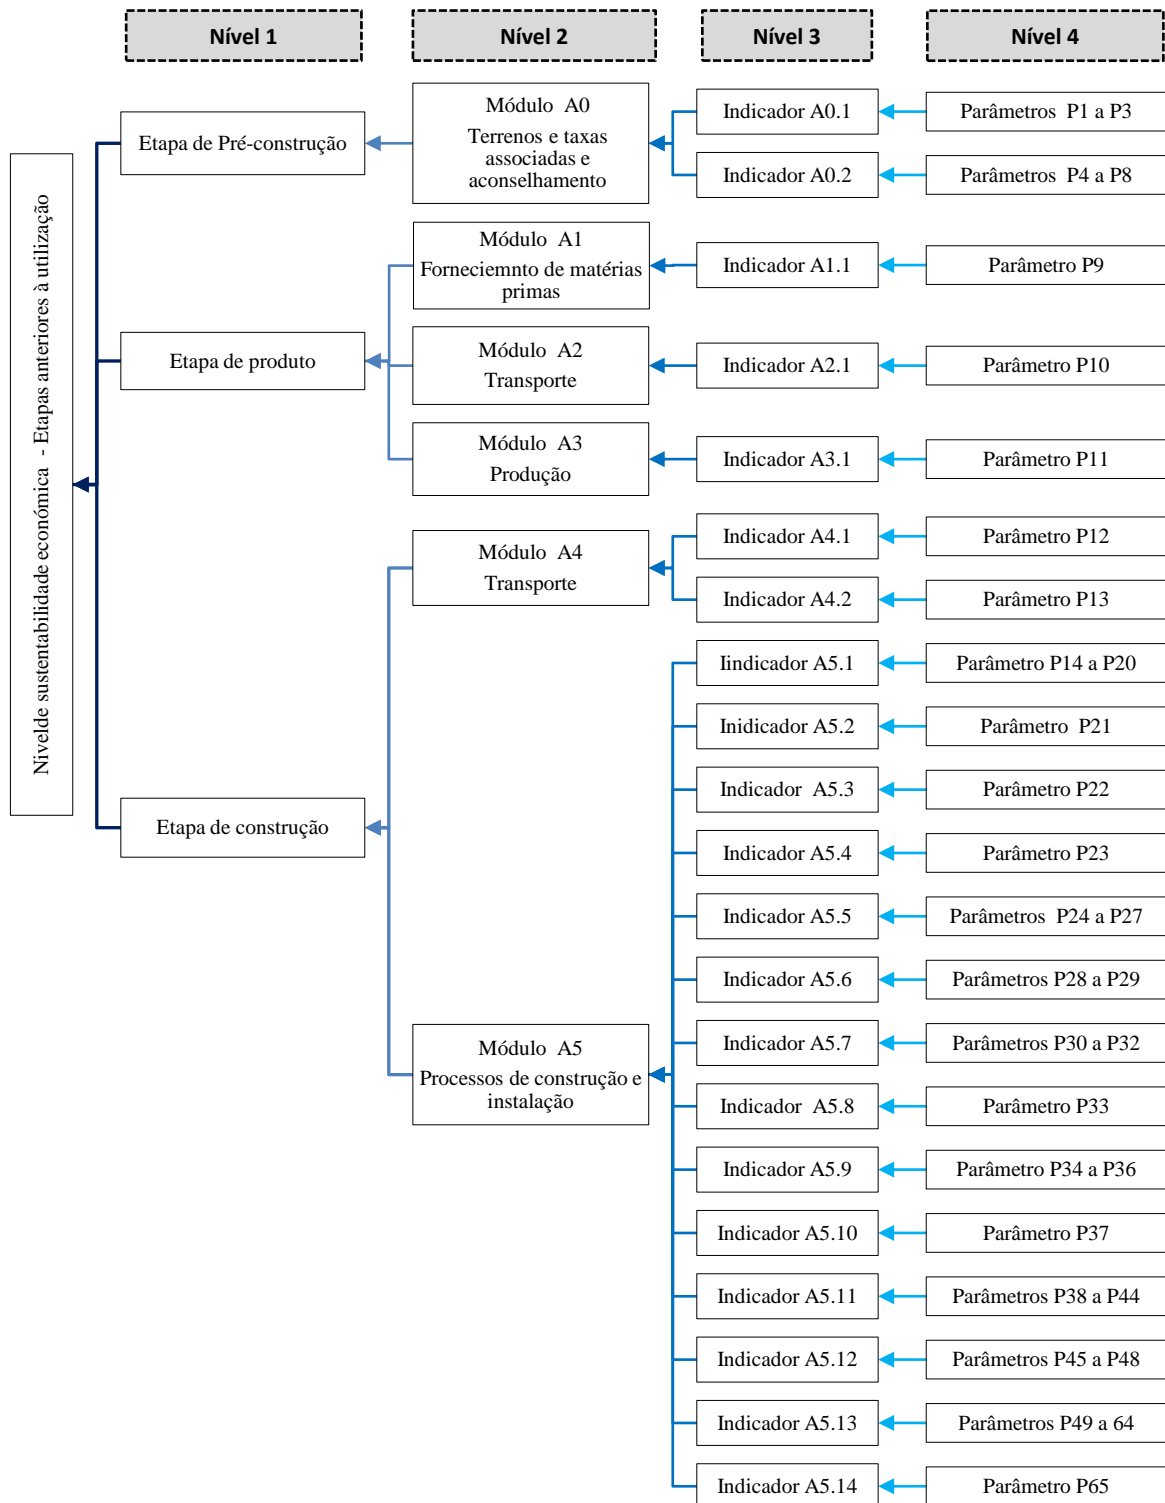 Nível 1
Nível 2
Nível 3
Nível 4
Nivelde sustentabilidade económica - Etapas anteriores à utilização
Etapa de Pré-construção
Módulo A0
Terrenos e taxas
associadas e
aconselhamento
Indicador A0.1
Parâmetros P1 a P3
Indicador A0.2
Parâmetros P4 a P8
Etapa de produto
Módulo A1
Forneciemnto de matérias
primas
Indicador A1.1
Parâmetro P9
Módulo A2
Transporte
Indicador A2.1
Parâmetro P10
Módulo A3
Produção
Indicador A3.1
Parâmetro P11
Etapa de construção
Módulo A4
Transporte
Indicador A4.1
Parâmetro P12
Indicador A4.2
Parâmetro P13
Módulo A5
Processos de construção e
instalação
Iindicador A5.1
Parâmetro P14 a P20
Inidicador A5.2
Parâmetro P21
Indicador A5.3
Parâmetro P22
Indicador A5.4
Parâmetro P23
Indicador A5.5
Parâmetros P24 a P27
Indicador A5.6
Parâmetros P28 a P29
Indicador A5.7
Parâmetros P30 a P32
Indicador A5.8
Parâmetro P33
Indicador A5.9
Parâmetro P34 a P36
Indicador A5.10
Parâmetro P37
Indicador A5.11
Parâmetros P38 a P44
Indicador A5.12
Parâmetros P45 a P48
Indicador A5.13
Parâmetros P49 a 64
Indicador A5.14
Parâmetro P65